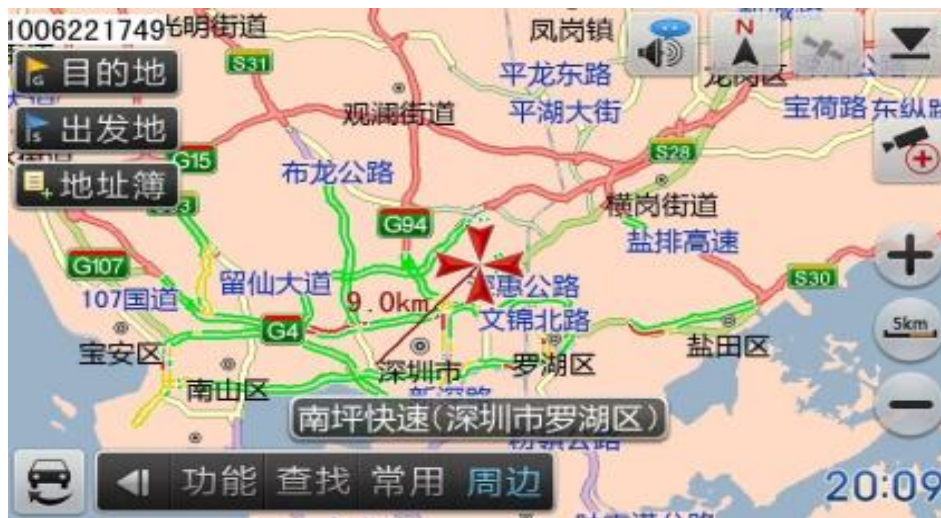 1006221749
光明街道
凤岗镇
N
目的地
S31
平龙东路
龙岗区
观澜街道
平湖大街
宝荷路
东纵路
出发地
G15
布龙公路
S28
地址簿
横岗街道
G94
盐排高速
G107
留仙大道
深惠公路
S30
107国道
9.0km
文锦北路
5km
G4
宝安区
深圳市
罗湖区
盐田区
南山区
南坪快速(深圳市罗湖区)
功能
查找
常用
周边
20:09